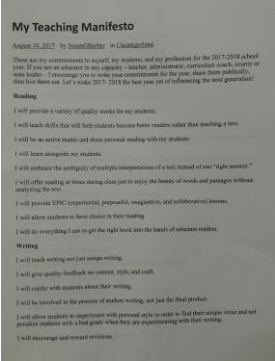 My Teaching Manifesto
August 10, 2017 by SusanGBarber in Uncategorized
These are my commitments to myself, my students, and my profession for the 2017-2018 school
year. If you are an educator in any capacity – teacher, administrator, curriculum coach, county or
state leader – I encourage you to write your commitments for the year, share them publically,
then live them out. Let's make 2017- 2018 the best year yet of influencing the next generation!
Reading
I will provide a variety of quality works for my students.
I will teach skills that will help students become better readers rather than teaching a text.
I will be an active reader and share personal reading with my students.
I will learn alongside my students.
I will embrace the ambiguity of multiple interpretations of a text instead of one "right answer."
I will offer reading at times during class just to enjoy the beauty of words and passages without
analyzing the text.
I will provide EPIC (experiential, purposeful, imaginative, and collaborative) lessons.
I will allow students to have choice in their reading
I will do everything I can to get the right book into the hands of reluctant readers.
Writing
I will teach writing not just assign writing.
I will give quality feedback on content, style, and craft.
I will confer with students about their writing.
I will be involved in the process of student writing, not just the final product.
I will allow students to experiment with personal style in order to find their unique voice and not
penalize students with a bad grade when they are experimenting with their writing.
I will encourage and reward revisions.